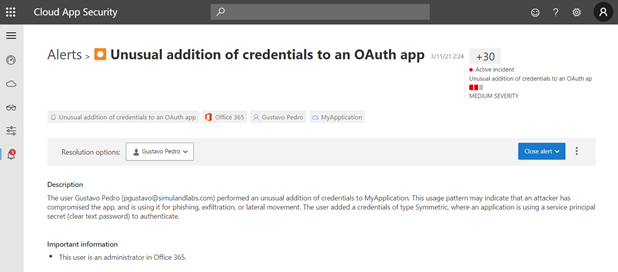 Cloud App Security
Alerts > Unusual addition of credentials to an OAuth app 3/11/21 2:24
+30
Active incident
Unusual addition of credentials to an OAuth ap
MEDIUM SEVERITY
Unusual addition of credentials to an OAuth app Office 365 Gustavo Pedro MyApplication
Resolution options: Gustavo Pedro Close alert
Description
The user Gustavo Pedro (pgustavo@simulandlabs.com) performed an unusual addition of credentials to MyApplication. This usage pattern may indicate that an attacker has
compromised the app, and is using it for phishing, exfiltration, or lateral movement. The user added a credentials of type Symmetric, where an application is using a service principal
secret (clear text password) to authenticate.
Important information
• This user is an administrator in Office 365.